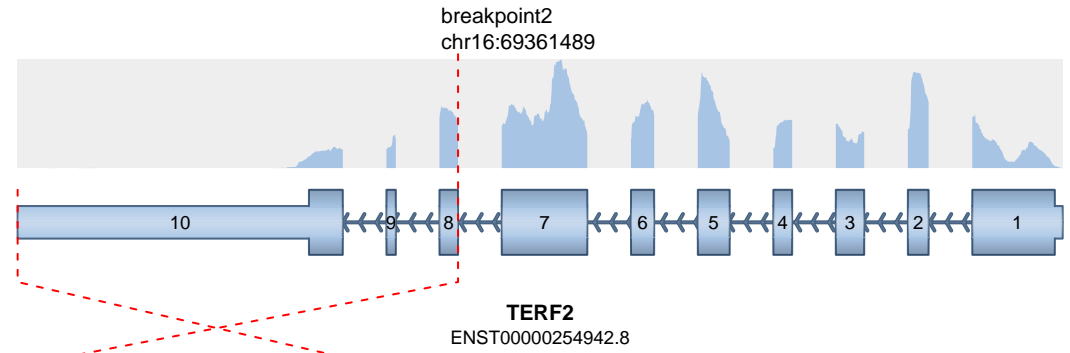 breakpoint2
chr16:69361489
10 9 8 7 6 5 4 3 2 1
TERF2
ENST00000254942.8